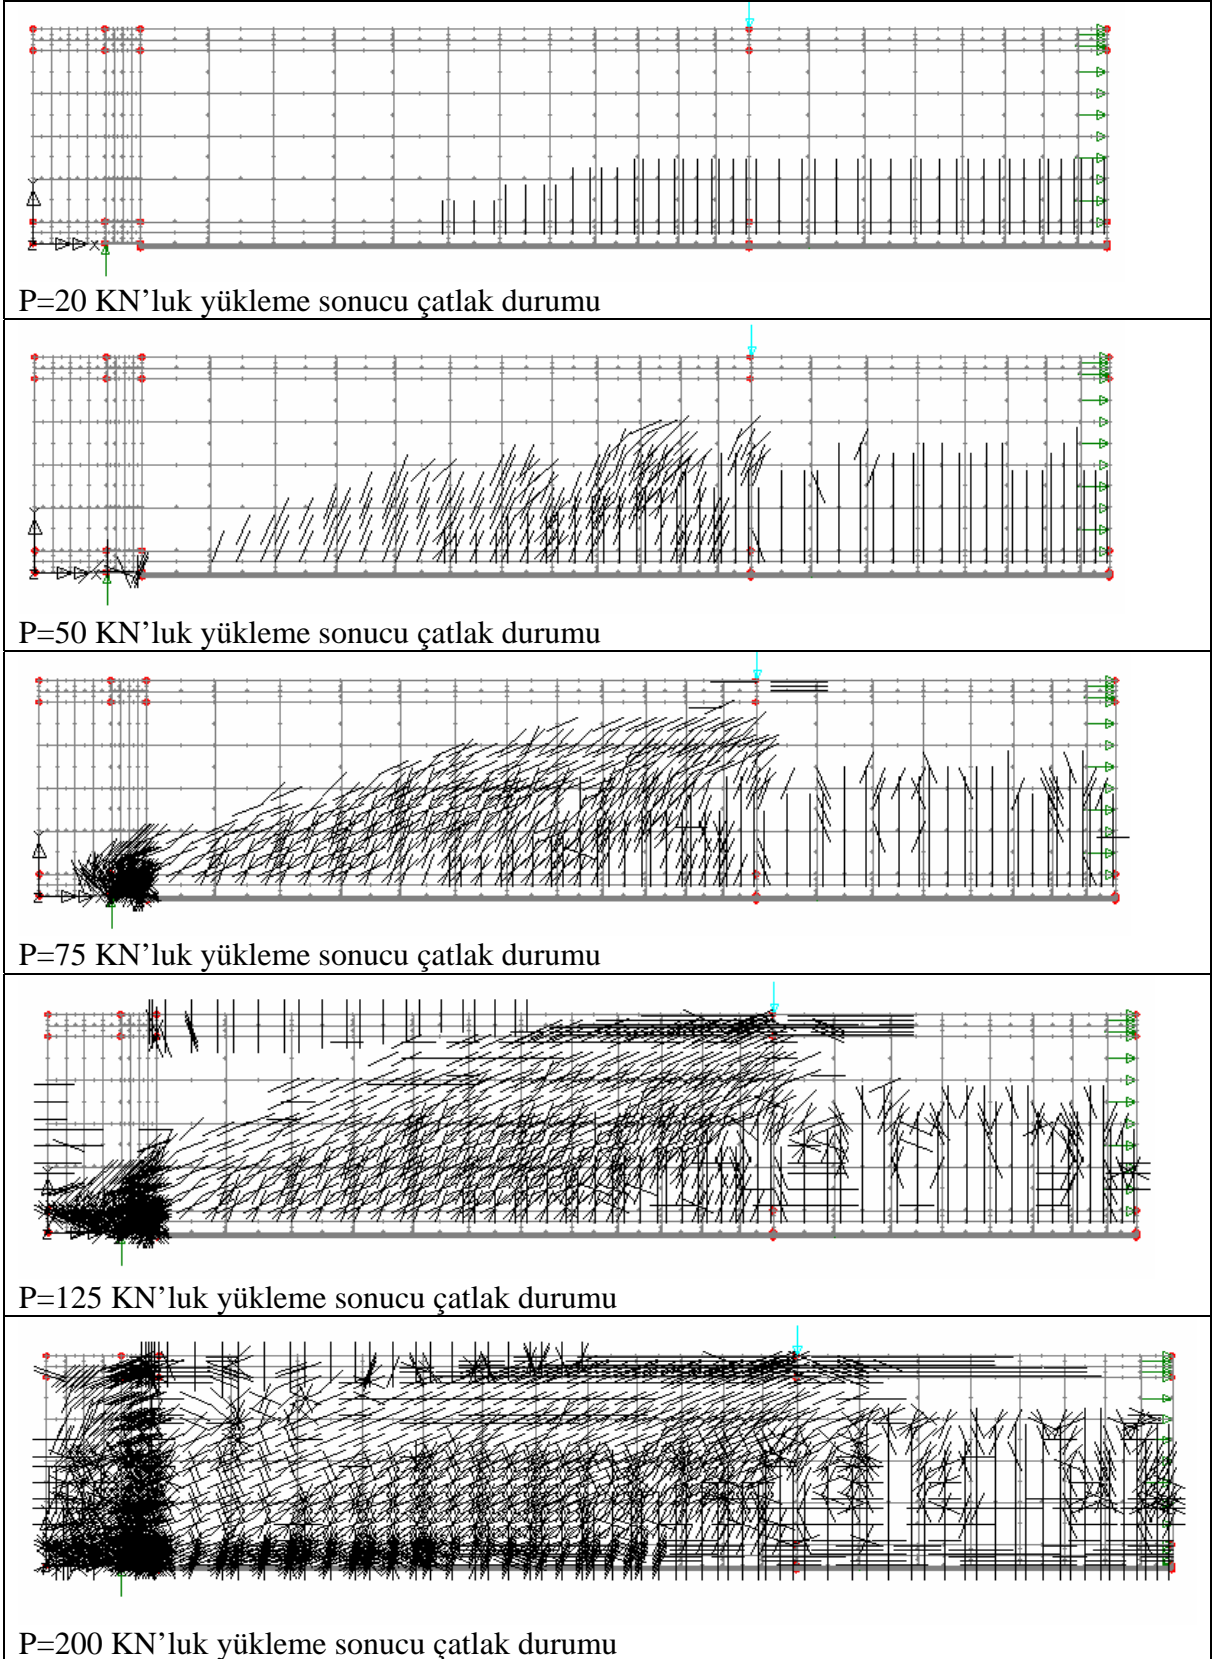 P=20 KN’luk yükleme sonucu çatlak durumu
P=50 KN’luk yükleme sonucu çatlak durumu
P=75 KN’luk yükleme sonucu çatlak durumu
P=125 KN’luk yükleme sonucu çatlak durumu
P=200 KN’luk yükleme sonucu çatlak durumu